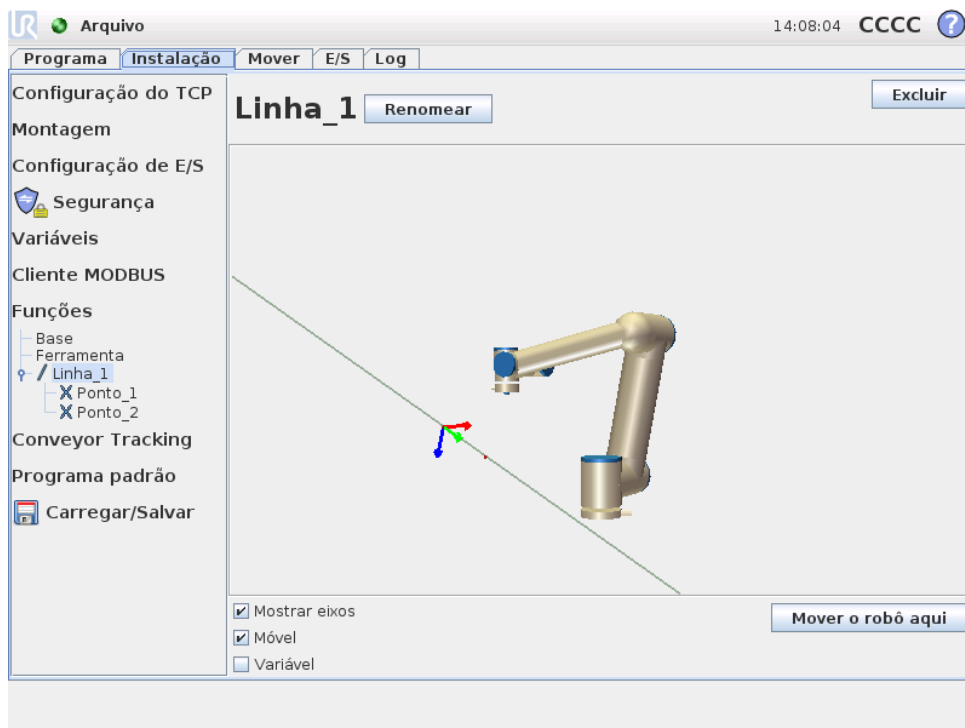 UR Arquivo 14:08:04 CCCC ?
Programa Instalação Mover E/S Log
Configuração do TCP
Montagem
Configuração de E/S
Segurança
Variáveis
Cliente MODBUS
Funções
Base
Ferramenta
Linha_1
Ponto_1
Ponto_2
Conveyor Tracking
Programa padrão
Carregar/Salvar
Linha_1 Renomear Excluir
Mostrar eixos
Móvel
Variável
Mover o robô aqui